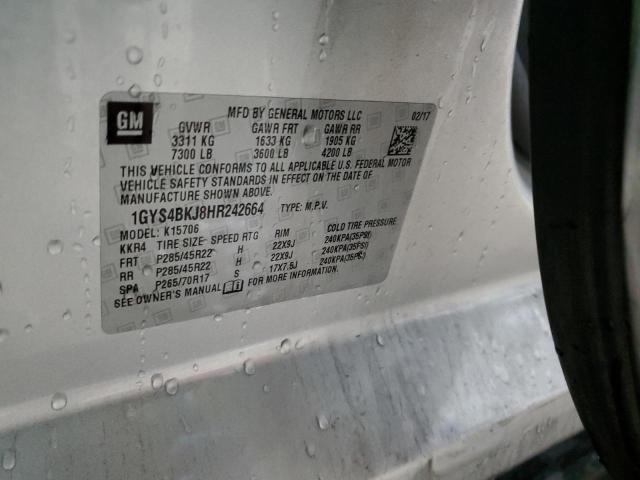 GM
MFD BY GENERAL MOTORS LLC 02/17
GVWR GAWR FRT GAWR RR
3311 KG 1633 KG 1905 KG
7300 LB 3600 LB 4200 LB
THIS VEHICLE CONFORMS TO ALL APPLICABLE U.S. FEDERAL MOTOR
VEHICLE SAFETY STANDARDS IN EFFECT ON THE DATE OF
MANUFACTURE SHOWN ABOVE.
1GYS4BKJ8HR242664 TYPE: M.P.V.
MODEL: K15706
KKR4 TIRE SIZE SPEED RTG RIM COLD TIRE PRESSURE
FRT P285/45R22 H 22X9J 240KPA(35PSI)
RR P285/45R22 H 22X9J 240KPA(35PSI)
SPA P265/70R17 S 17X7.5J 240KPA(35PSI)
SEE OWNER'S MANUAL FOR MORE INFORMATION.